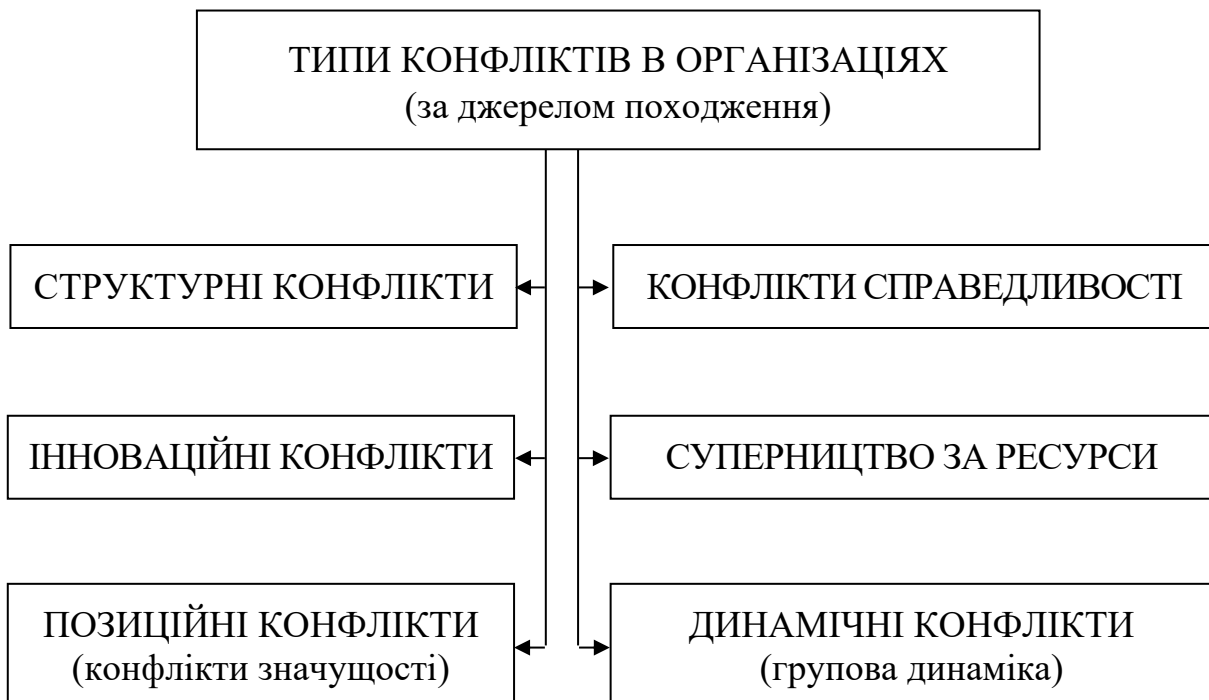 ТИПИ КОНФЛІКТІВ В ОРГАНІЗАЦІЯХ
(за джерелом походження)
СТРУКТУРНІ КОНФЛІКТИ
КОНФЛІКТИ СПРАВЕДЛИВОСТІ
ІННОВАЦІЙНІ КОНФЛІКТИ
СУПЕРНИЦТВО ЗА РЕСУРСИ
ПОЗИЦІЙНІ КОНФЛІКТИ
(конфлікти значущості)
ДИНАМІЧНІ КОНФЛІКТИ
(групова динаміка)